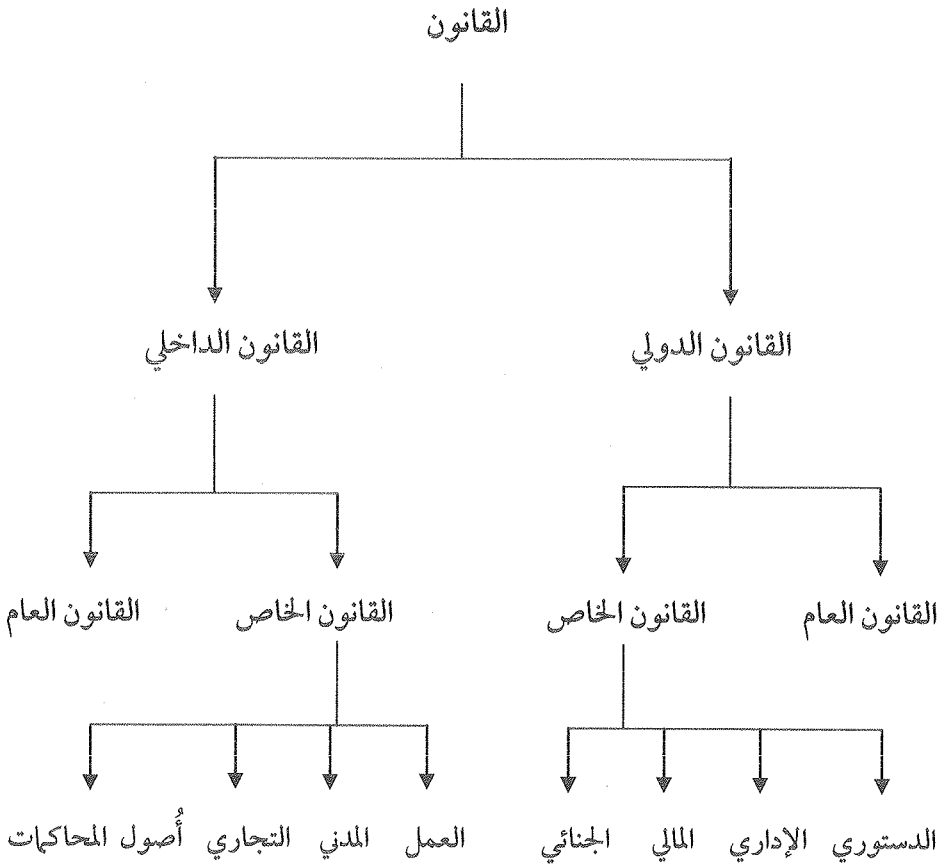 القانون
القانون الدولي القانون الداخلي
القانون العام القانون الخاص القانون الخاص القانون العام
الدستوري الإداري المالي الجنائي العمل المدني التجاري أُصول المحاكمات